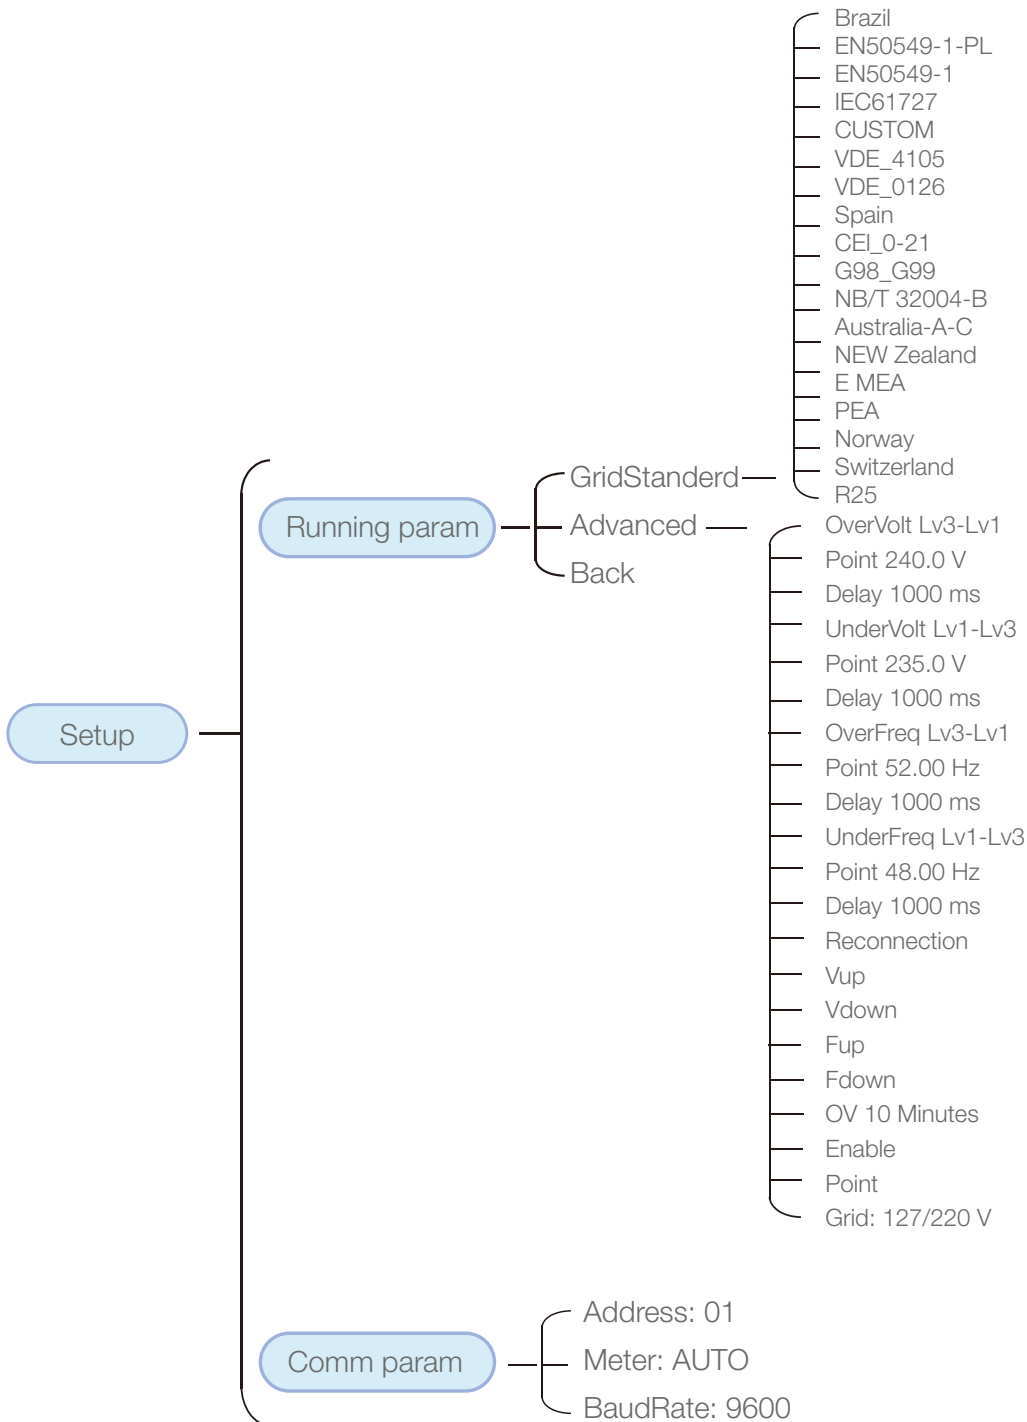 Setup
Running param
GridStanderd
Brazil
EN50549-1-PL
EN50549-1
IEC61727
CUSTOM
VDE_4105
VDE_0126
Spain
CEI_0-21
G98_G99
NB/T 32004-B
Australia-A-C
NEW Zealand
E MEA
PEA
Norway
Switzerland
R25
Advanced
OverVolt Lv3-Lv1
Point 240.0 V
Delay 1000 ms
UnderVolt Lv1-Lv3
Point 235.0 V
Delay 1000 ms
OverFreq Lv3-Lv1
Point 52.00 Hz
Delay 1000 ms
UnderFreq Lv1-Lv3
Point 48.00 Hz
Delay 1000 ms
Reconnection
Vup
Vdown
Fup
Fdown
OV 10 Minutes
Enable
Point
Grid: 127/220 V
Back
Comm param
Address: 01
Meter: AUTO
BaudRate: 9600